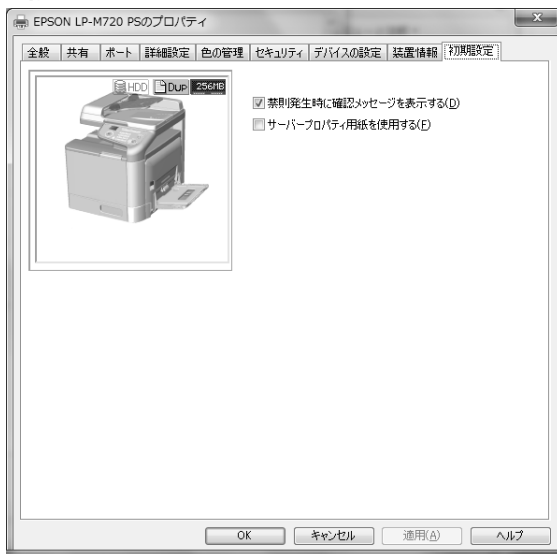 EPSON LP-M720 PSのプロパティ
X
全般 共有 ポート 詳細設定 色の管理 セキュリティ デバイスの設定 装置情報 初期設定
HDD Dup 256MB
禁則発生時に確認メッセージを表示する(D)
サーバープロパティ用紙を使用する(E)
OK キャンセル 適用(A) ヘルプ